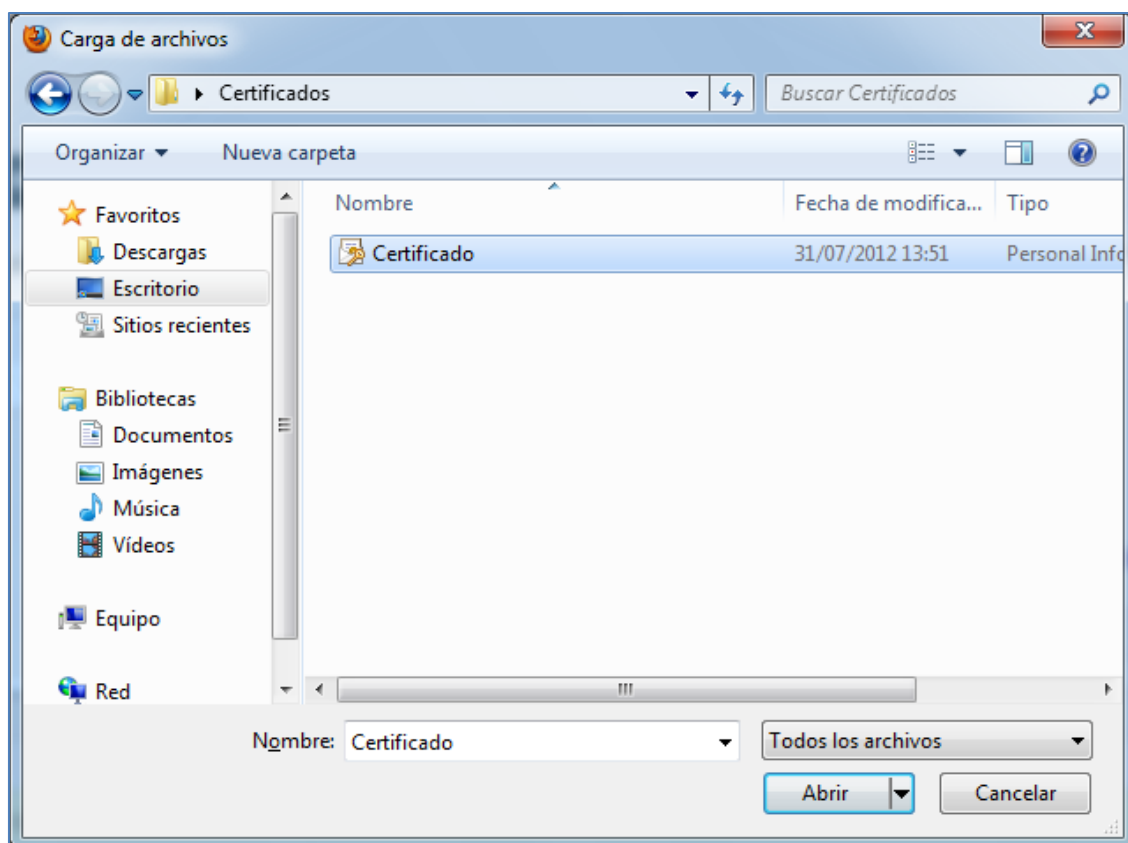 Carga de archivos
Certificados
Buscar Certificados
Organizar
Nueva carpeta
Favoritos
Descargas
Escritorio
Sitios recientes
Bibliotecas
Documentos
Imágenes
Música
Vídeos
Equipo
Red
Nombre
Fecha de modifica...
Tipo
Certificado
31/07/2012 13:51
Personal Info
Nombre:
Certificado
Todos los archivos
Abrir
Cancelar